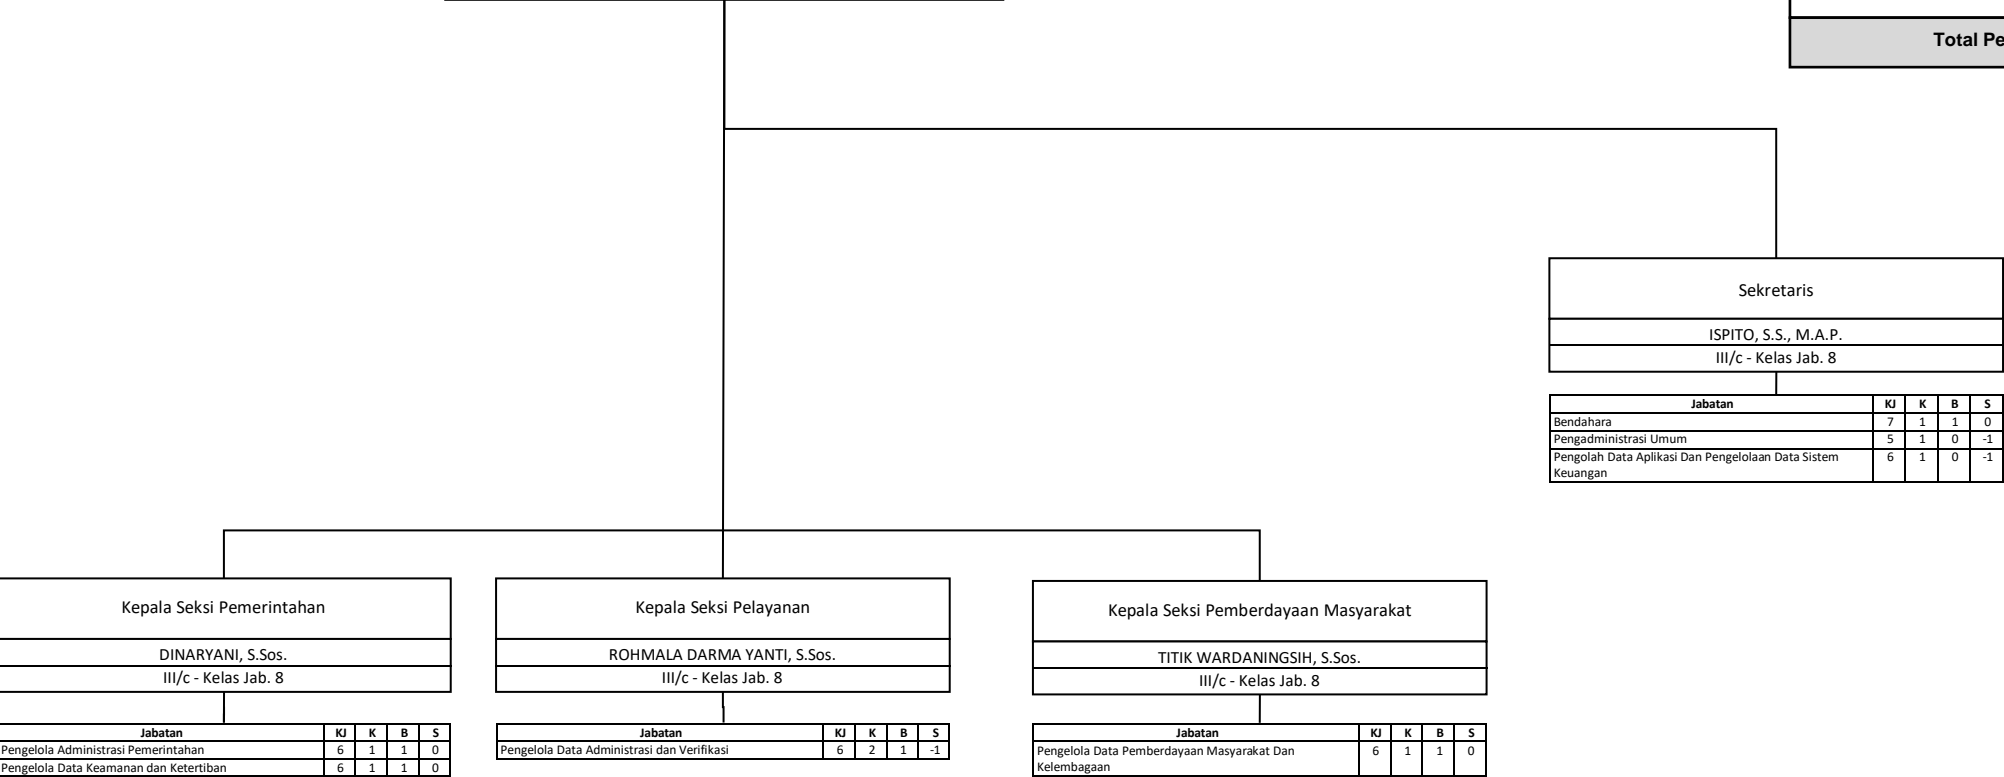 Total Pe
Sekretaris
ISPITO, S.S., M.A.P.
III/c - Kelas Jab. 8
Jabatan KJ K B S
Bendahara 7 1 1 0
Pengadministrasi Umum 5 1 0 -1
Pengolah Data Aplikasi Dan Pengelolaan Data Sistem 6 1 0 -1
Keuangan
Kepala Seksi Pemerintahan
DINARYANI, S.Sos.
III/c - Kelas Jab. 8
Jabatan KJ K B S
Pengelola Administrasi Pemerintahan 6 1 1 0
Pengelola Data Keamanan dan Ketertiban 6 1 1 0
Kepala Seksi Pelayanan
ROHMALA DARMA YANTI, S.Sos.
III/c - Kelas Jab. 8
Jabatan KJ K B S
Pengelola Data Administrasi dan Verifikasi 6 2 1 -1
Kepala Seksi Pemberdayaan Masyarakat
TITIK WARDANINGSIH, S.Sos.
III/c - Kelas Jab. 8
Jabatan KJ K B S
Pengelola Data Pemberdayaan Masyarakat Dan 6 1 1 0
Kelembagaan